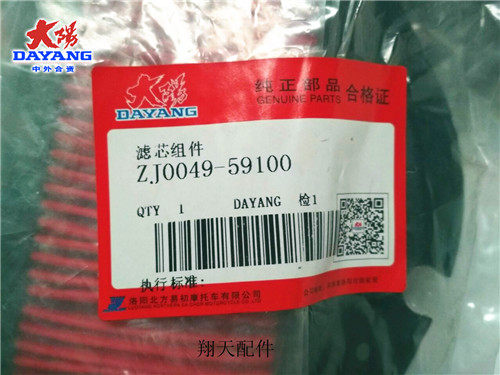 大陽
DAYANG
中外合资
大陽
DAYANG
纯正部品
GENUINE PARTS
合格证
滤芯组件
ZJ0049-59100
QTY 1 DAYANG 检1
执行标准:
洛阳北方易初摩托车有限公司
翔天配件